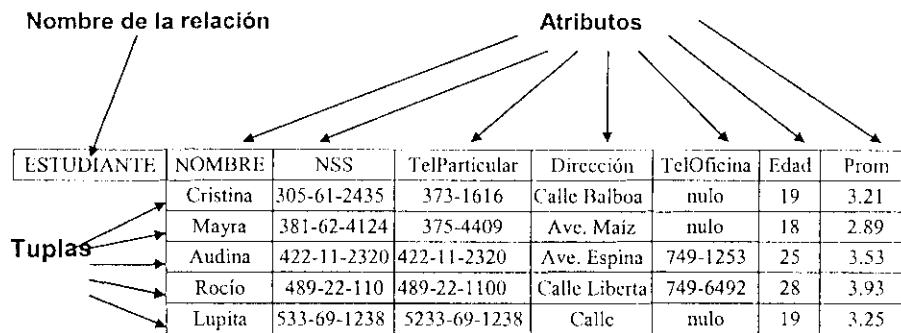 Nombre de la relación Atributos
ESTUDIANTE NOMBRE NSS TelParticular Dirección TelOficina Edad Prom
Cristina 305-61-2435 373-1616 Calle Balboa nulo 19 3.21
Mayra 381-62-4124 375-4409 Ave. Maíz nulo 18 2.89
Tuplas Audina 422-11-2320 422-11-2320 Ave. Espina 749-1253 25 3.53
Rocío 489-22-110 489-22-1100 Calle Liberta 749-6492 28 3.93
Lupita 533-69-1238 5233-69-1238 Calle nulo 19 3.25